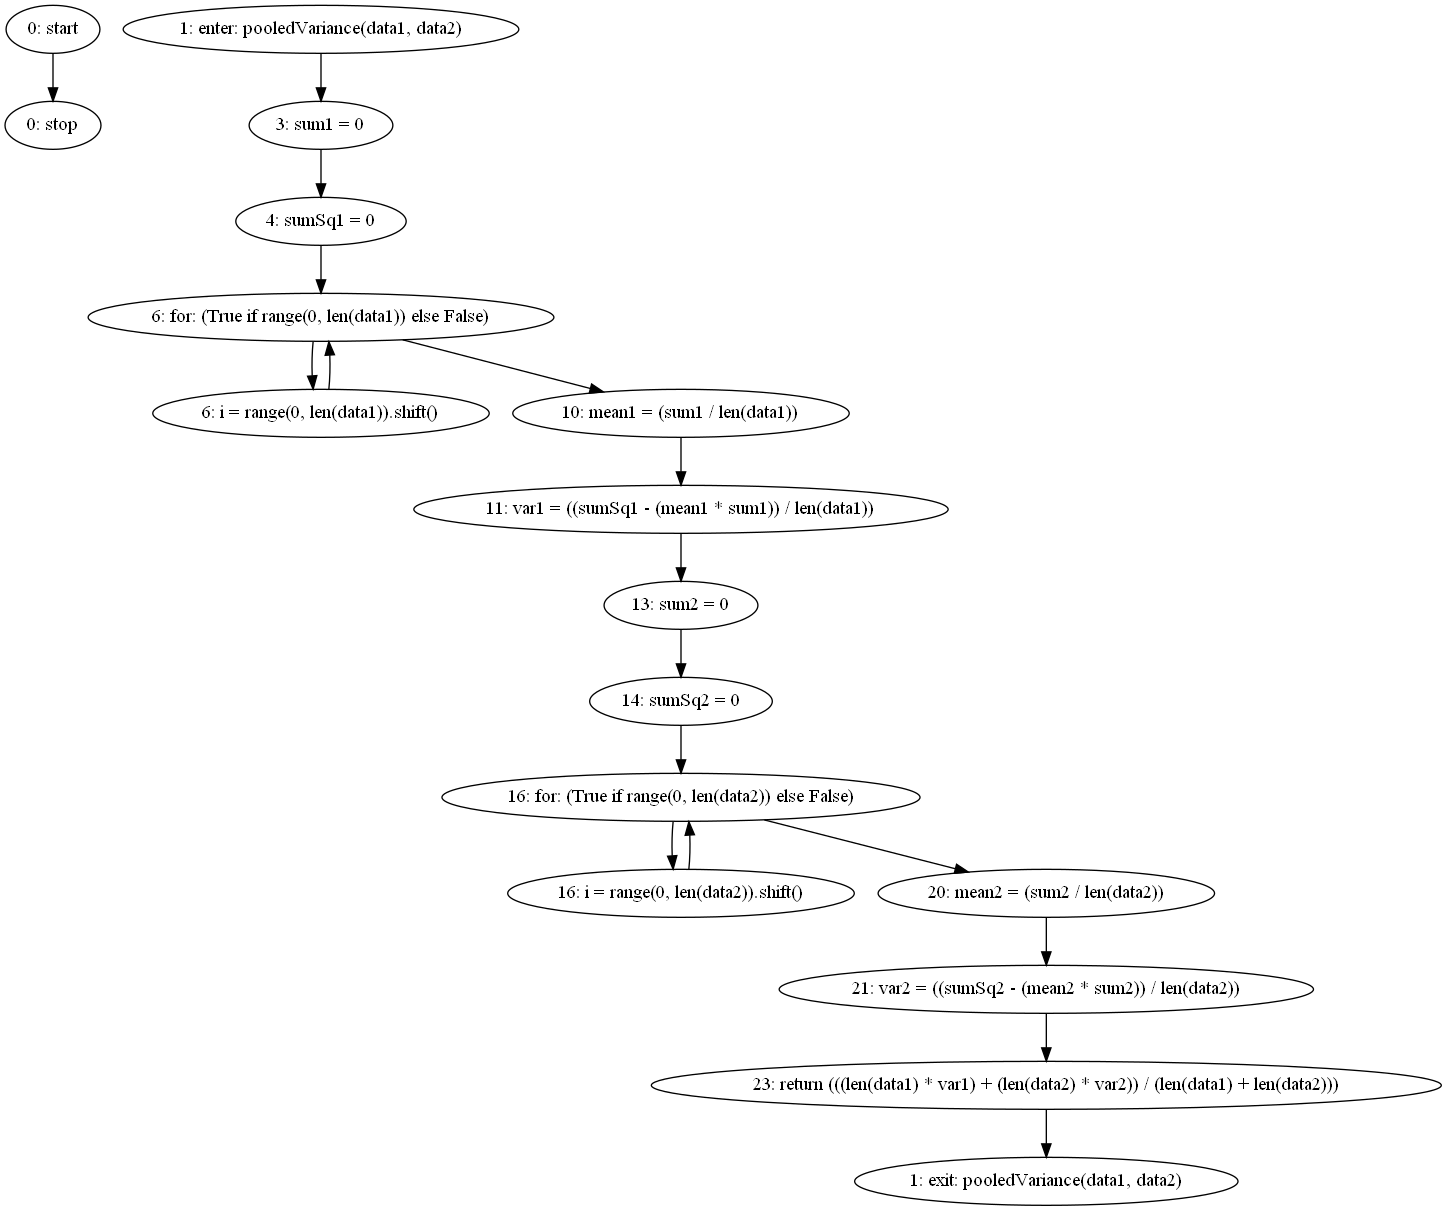 0: start
1: enter: pooledVariance(data1, data2)
0: stop
3: sum1 = 0
4: sumSq1 = 0
6: for: (True if range(0, len(data1)) else False)
6: i = range(0, len(data1)).shift()
10: mean1 = (sum1 / len(data1))
11: var1 = ((sumSq1 - (mean1 * sum1)) / len(data1))
13: sum2 = 0
14: sumSq2 = 0
16: for: (True if range(0, len(data2)) else False)
16: i = range(0, len(data2)).shift()
20: mean2 = (sum2 / len(data2))
21: var2 = ((sumSq2 - (mean2 * sum2)) / len(data2))
23: return (((len(data1) * var1) + (len(data2) * var2)) / (len(data1) + len(data2)))
1: exit: pooledVariance(data1, data2)